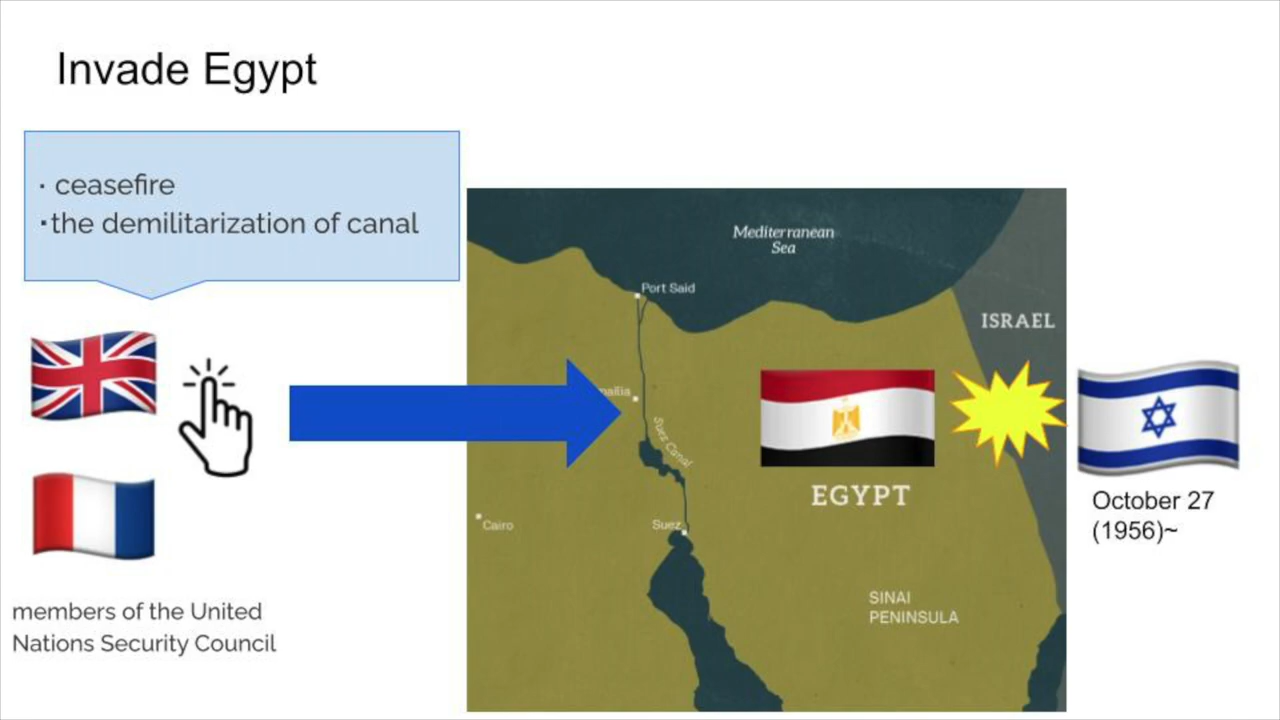 Invade Egypt
· ceasefire
·the demilitarization of canal
members of the United
Nations Security Council
Mediterranean
Sea
Port Said
ISRAEL
Suez Canal
EGYPT
Cairo
Suez
SINAI
PENINSULA
October 27
(1956)~